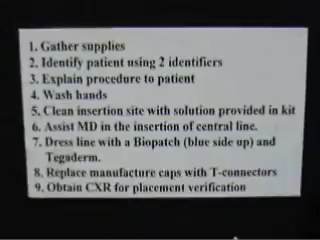 1. Gather supplies
2. Identify patient using 2 identifiers
3. Explain procedure to patient
4. Wash hands
5. Clean insertion site with solution provided in kit
6. Assist MD in the insertion of central line.
7. Dress line with a Biopatch (blue side up) and
Tegaderm.
8. Replace manufacture caps with T-connectors
9. Obtain CXR for placement verification